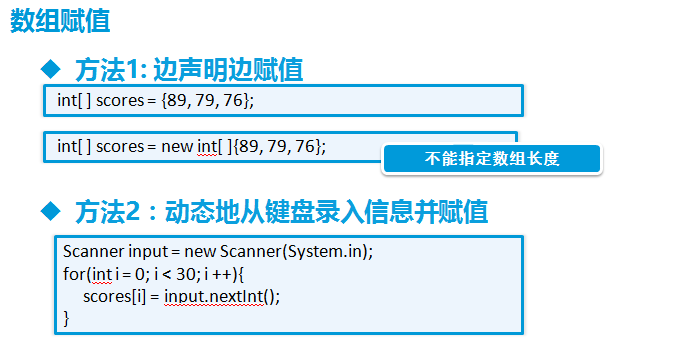 数组赋值
方法1: 边声明边赋值
int[ ] scores = {89, 79, 76};
int[ ] scores = new int[ ]{89, 79, 76};
不能指定数组长度
方法2：动态地从键盘录入信息并赋值
Scanner input = new Scanner(System.in);
for(int i = 0; i < 30; i ++){
scores[i] = input.nextInt();
}